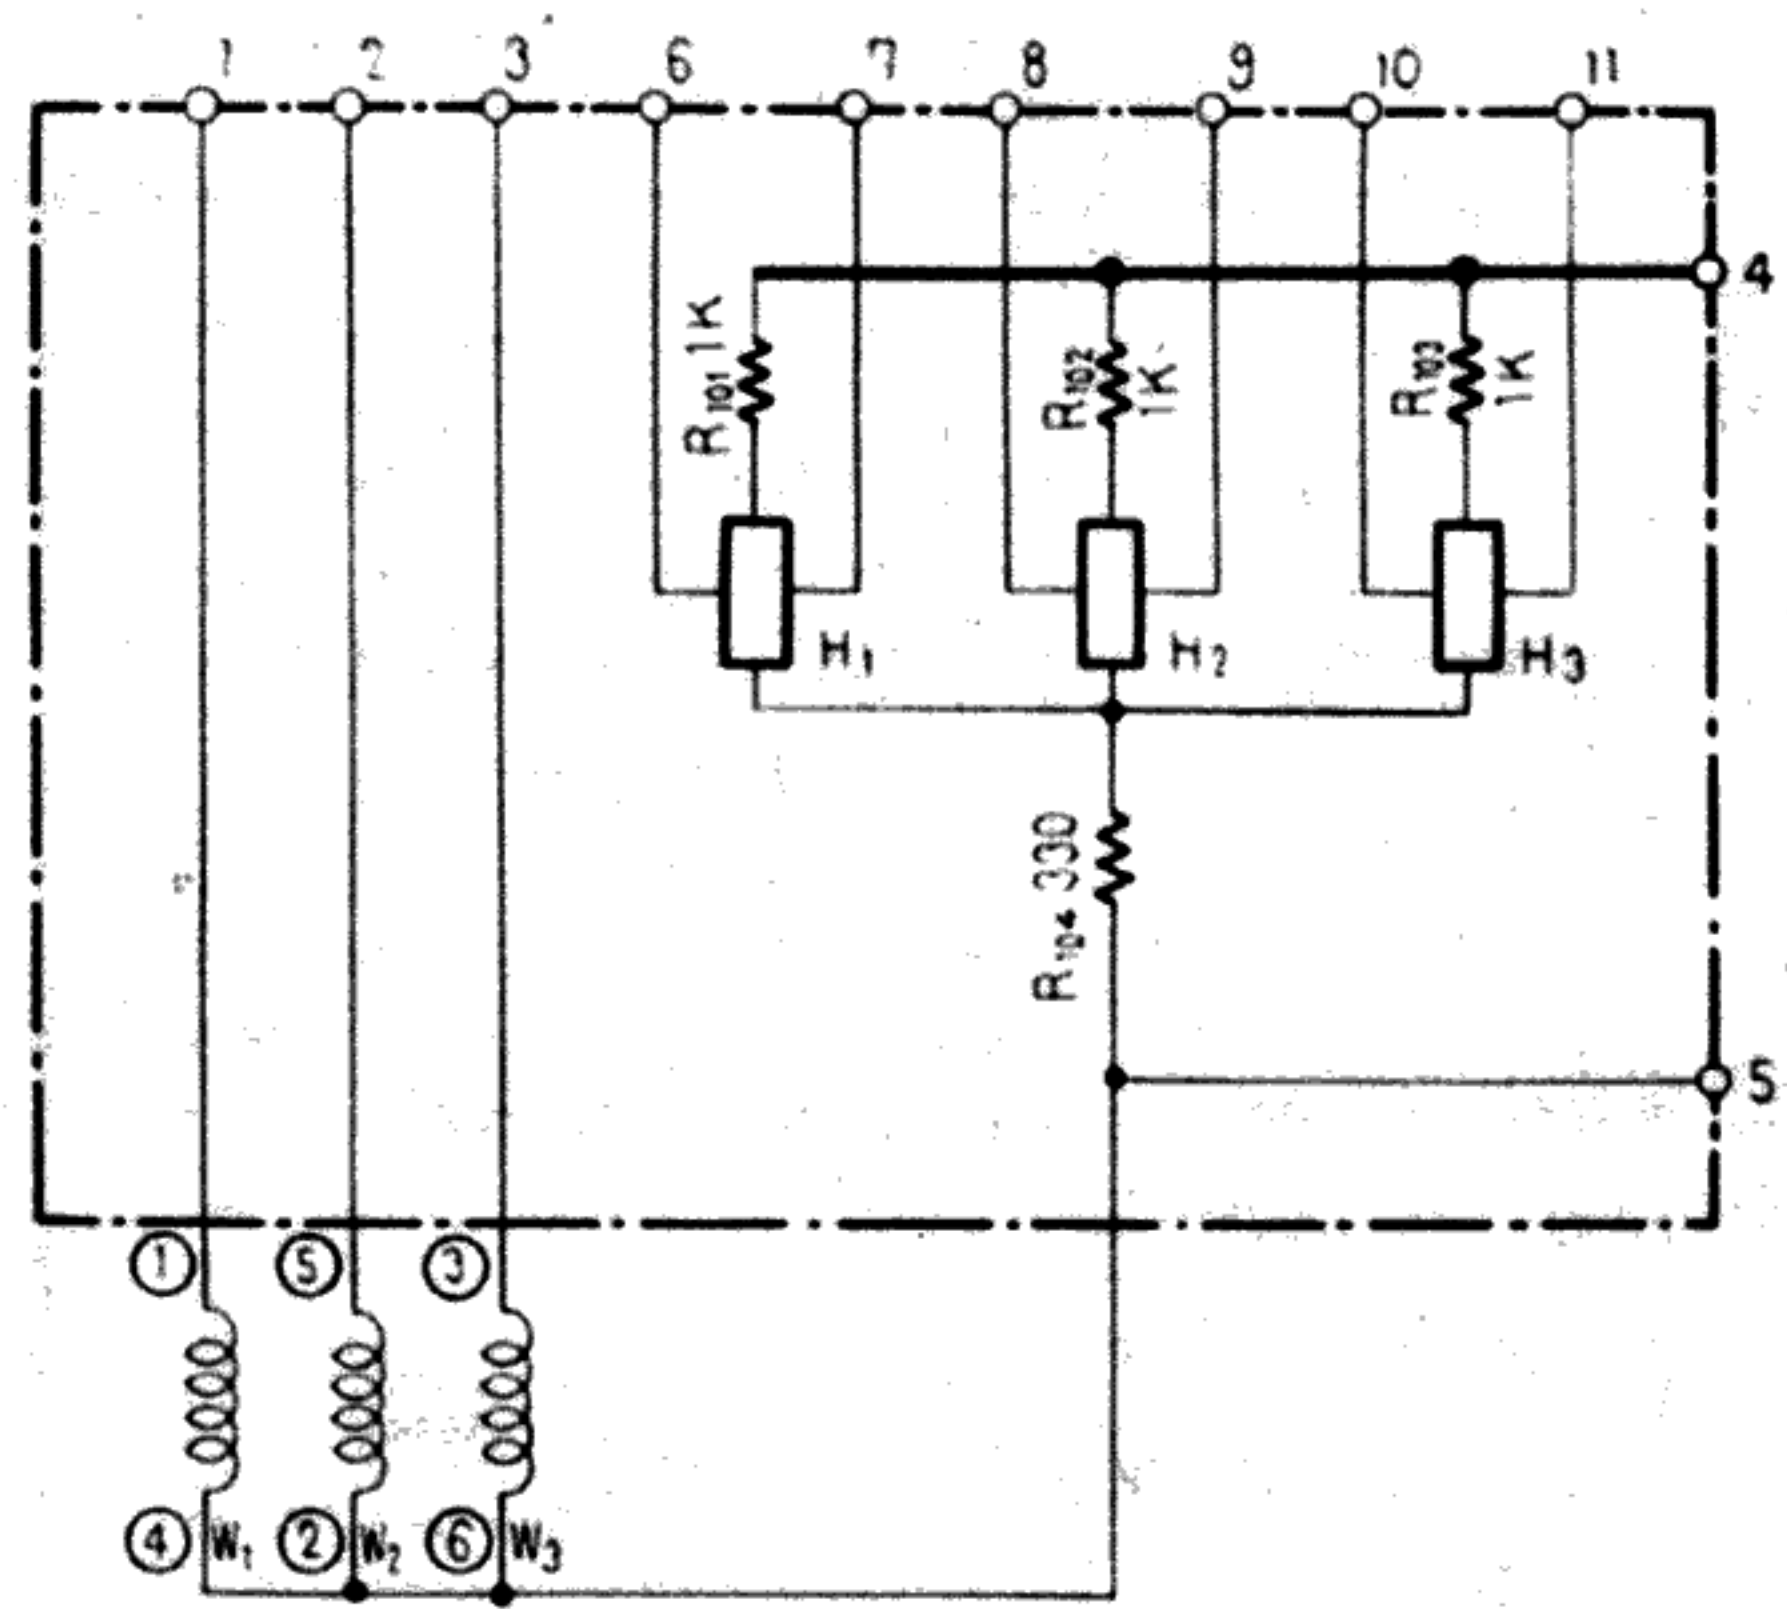 1 2 3 6 7 8 9 10 11
4
R101 1K
R102 1K
R103 1K
H1 H2 H3
R104 330
5
① ⑤ ③
④ W1 ② W2 ⑥ W3